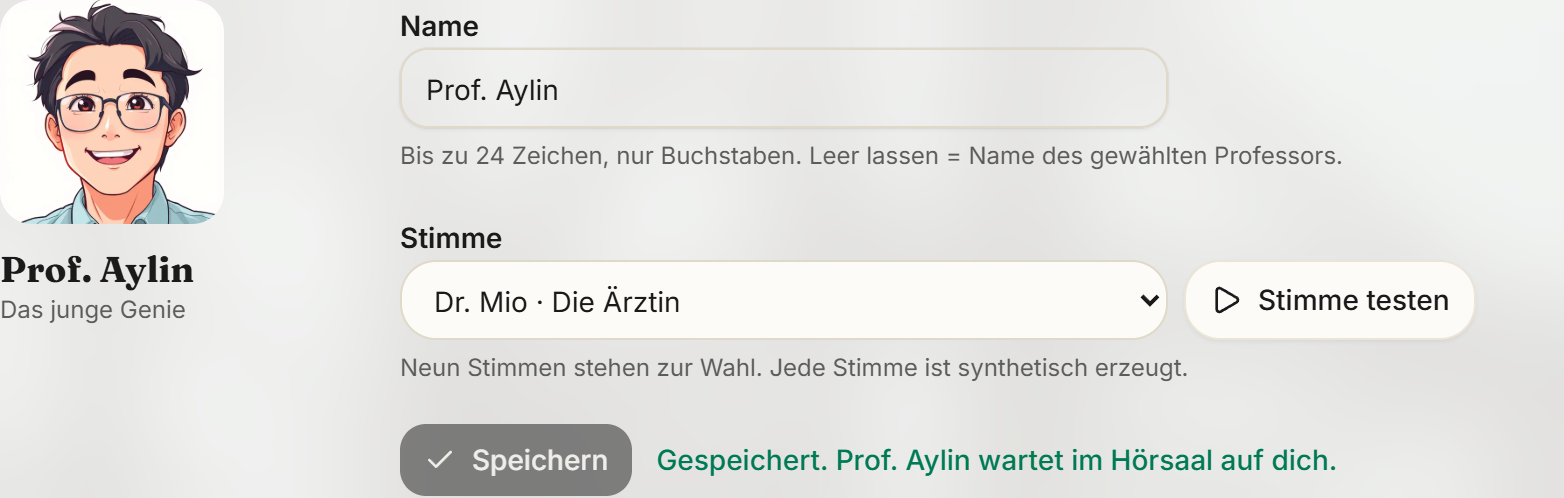 Name
Prof. Aylin
Bis zu 24 Zeichen, nur Buchstaben. Leer lassen = Name des gewählten Professors.
Prof. Aylin
Das junge Genie
Stimme
Dr. Mio · Die Ärztin
Stimme testen
Neun Stimmen stehen zur Wahl. Jede Stimme ist synthetisch erzeugt.
Speichern
Gespeichert. Prof. Aylin wartet im Hörsaal auf dich.